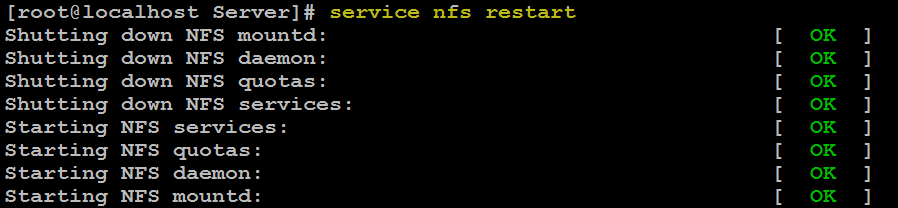 [root@localhost Server]# service nfs restart
Shutting down NFS mountd:                                  [  OK  ]
Shutting down NFS daemon:                                  [  OK  ]
Shutting down NFS quotas:                                  [  OK  ]
Shutting down NFS services:                                [  OK  ]
Starting NFS services:                                     [  OK  ]
Starting NFS quotas:                                       [  OK  ]
Starting NFS daemon:                                       [  OK  ]
Starting NFS mountd:                                       [  OK  ]